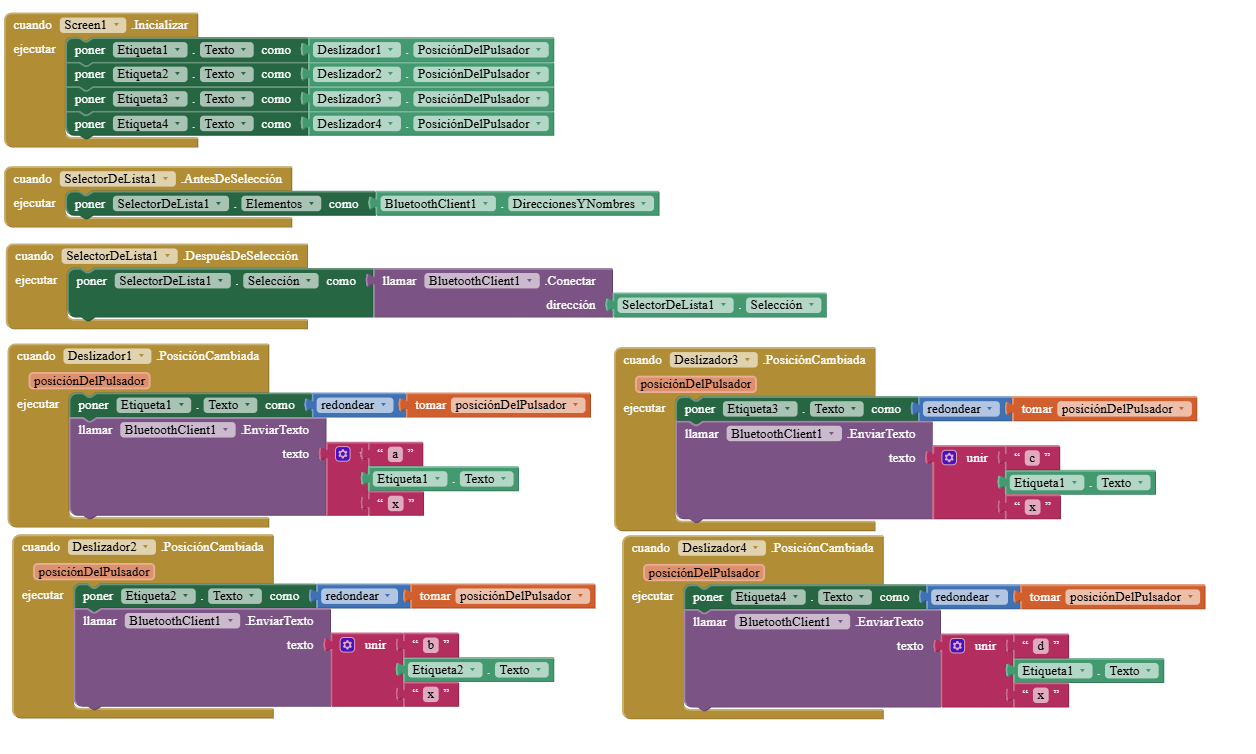 cuando Screen1 .Inicializar
ejecutar poner Etiqueta1 . Texto como Deslizador1 . PosiciónDelPulsador
poner Etiqueta2 . Texto como Deslizador2 . PosiciónDelPulsador
poner Etiqueta3 . Texto como Deslizador3 . PosiciónDelPulsador
poner Etiqueta4 . Texto como Deslizador4 . PosiciónDelPulsador
cuando SelectorDeLista1 .AntesDeSelección
ejecutar poner SelectorDeLista1 . Elementos como BluetoothClient1 . DireccionesYNombres
cuando SelectorDeLista1 .DespuésDeSelección
ejecutar poner SelectorDeLista1 . Selección como llamar BluetoothClient1 .Conectar
dirección SelectorDeLista1 . Selección
cuando Deslizador1 .PosiciónCambiada
posiciónDelPulsador
ejecutar poner Etiqueta1 . Texto como redondear tomar posiciónDelPulsador
llamar BluetoothClient1 .EnviarTexto
texto “ a ”
Etiqueta1 . Texto
“ x ”
cuando Deslizador3 .PosiciónCambiada
posiciónDelPulsador
ejecutar poner Etiqueta3 . Texto como redondear tomar posiciónDelPulsador
llamar BluetoothClient1 .EnviarTexto
texto unir “ c ”
Etiqueta1 . Texto
“ x ”
cuando Deslizador2 .PosiciónCambiada
posiciónDelPulsador
ejecutar poner Etiqueta2 . Texto como redondear tomar posiciónDelPulsador
llamar BluetoothClient1 .EnviarTexto
texto unir “ b ”
Etiqueta2 . Texto
“ x ”
cuando Deslizador4 .PosiciónCambiada
posiciónDelPulsador
ejecutar poner Etiqueta4 . Texto como redondear tomar posiciónDelPulsador
llamar BluetoothClient1 .EnviarTexto
texto unir “ d ”
Etiqueta1 . Texto
“ x ”